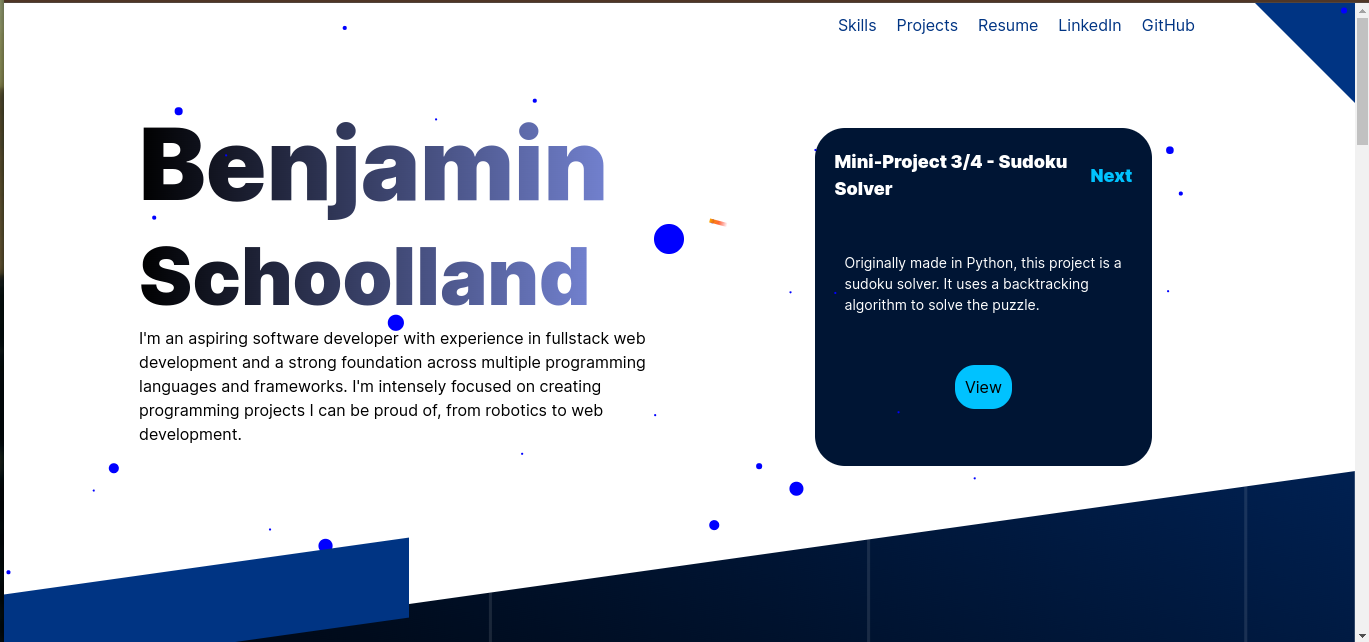 Skills Projects Resume LinkedIn GitHub
Benjamin
Schoolland
I'm an aspiring software developer with experience in fullstack web
development and a strong foundation across multiple programming
languages and frameworks. I'm intensely focused on creating
programming projects I can be proud of, from robotics to web
development.
Mini-Project 3/4 - Sudoku
Solver
Next
Originally made in Python, this project is a
sudoku solver. It uses a backtracking
algorithm to solve the puzzle.
View